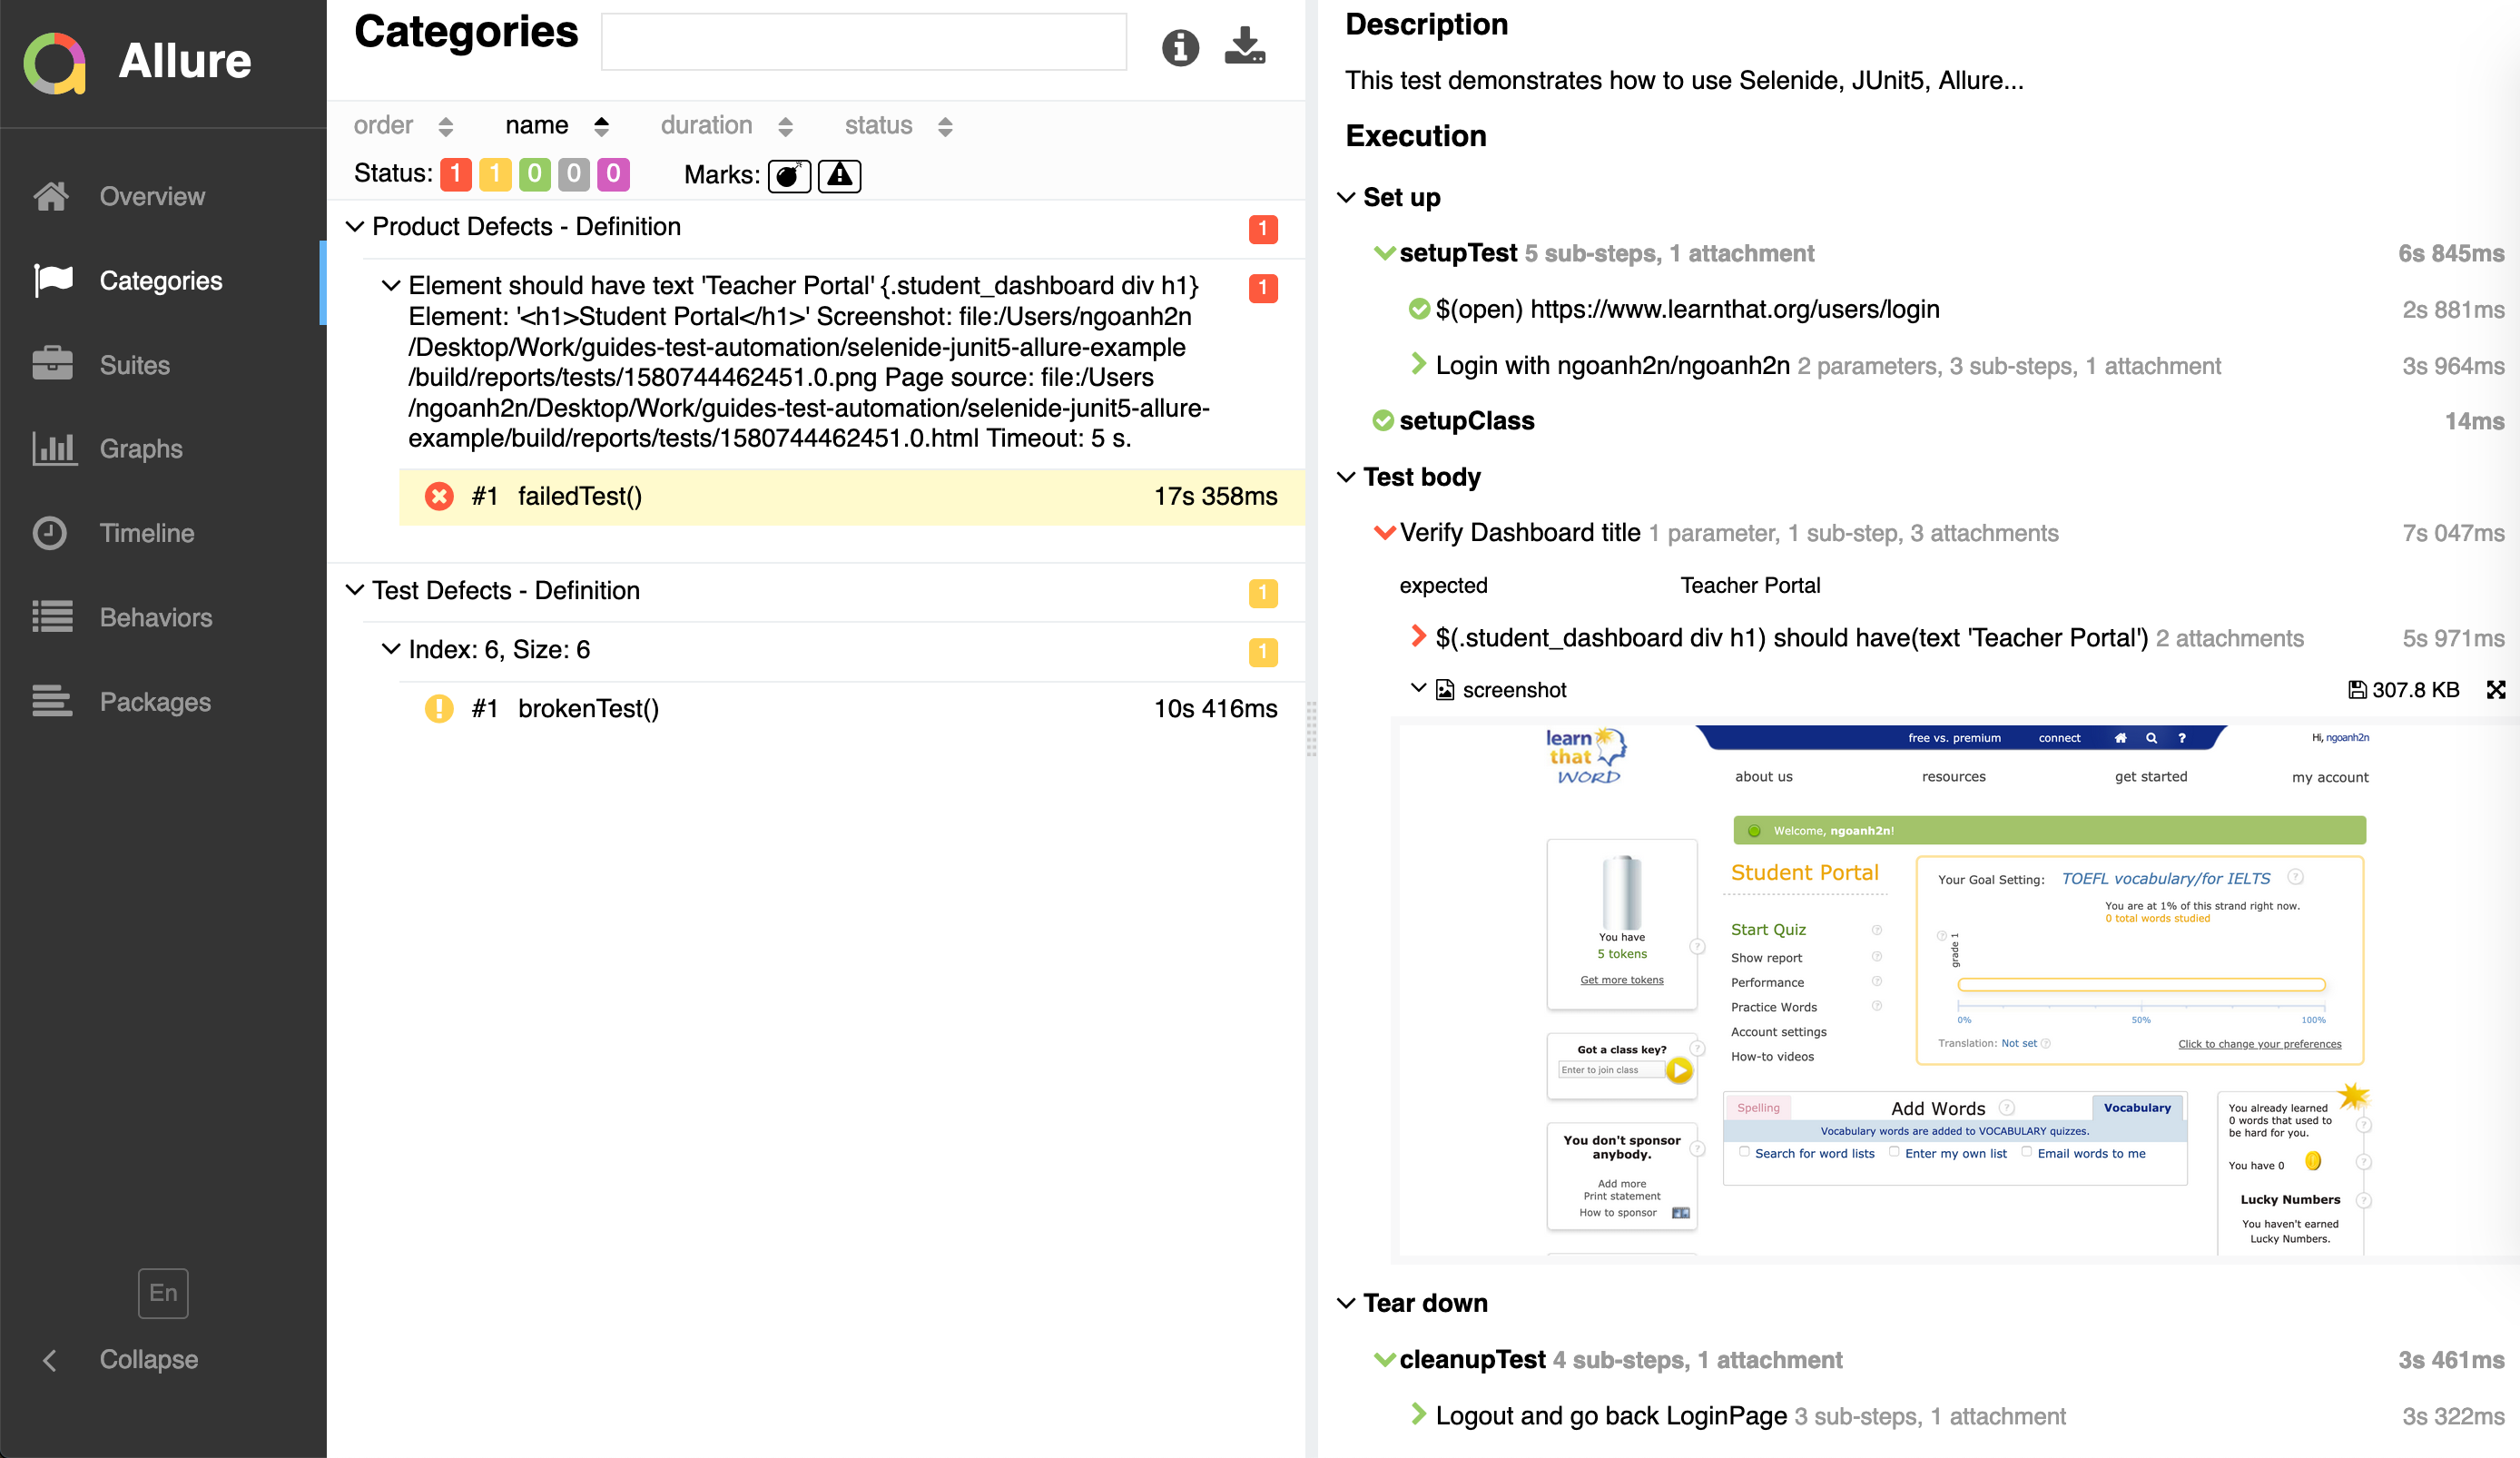 Allure
Overview
Categories
Suites
Graphs
Timeline
Behaviors
Packages
En
Collapse
Categories
order name duration status
Status: 1 1 0 0 0 Marks:
Product Defects - Definition 1
Element should have text 'Teacher Portal' {.student_dashboard div h1} 1
Element: '<h1>Student Portal</h1>' Screenshot: file:/Users/ngoanh2n
/Desktop/Work/guides-test-automation/selenide-junit5-allure-example
/build/reports/tests/1580744462451.0.png Page source: file:/Users
/ngoanh2n/Desktop/Work/guides-test-automation/selenide-junit5-allure-
example/build/reports/tests/1580744462451.0.html Timeout: 5 s.
#1 failedTest() 17s 358ms
Test Defects - Definition 1
Index: 6, Size: 6 1
#1 brokenTest() 10s 416ms
Description
This test demonstrates how to use Selenide, JUnit5, Allure...
Execution
Set up
setupTest 5 sub-steps, 1 attachment 6s 845ms
$(open) https://www.learnthat.org/users/login 2s 881ms
Login with ngoanh2n/ngoanh2n 2 parameters, 3 sub-steps, 1 attachment 3s 964ms
setupClass 14ms
Test body
Verify Dashboard title 1 parameter, 1 sub-step, 3 attachments 7s 047ms
expected Teacher Portal
$(.student_dashboard div h1) should have(text 'Teacher Portal') 2 attachments 5s 971ms
screenshot 307.8 KB
learn
that
WORD
free vs. premium connect ? Hi, ngoanh2n
about us resources get started my account
Welcome, ngoanh2n!
You have
5 tokens
Get more tokens
Got a class key?
Enter to join class
You don't sponsor
anybody.
Add more
Print statement
How to sponsor
Student Portal
Start Quiz
Show report
Performance
Practice Words
Account settings
How-to videos
Your Goal Setting: TOEFL vocabulary/for IELTS
You are at 1% of this strand right now.
0 total words studied
grade 1
0% 50% 100%
Translation: Not set Click to change your preferences
Spelling Add Words Vocabulary
Vocabulary words are added to VOCABULARY quizzes.
Search for word lists Enter my own list Email words to me
You already learned
0 words that used to
be hard for you.
You have 0
Lucky Numbers
You haven't earned
Lucky Numbers.
Tear down
cleanupTest 4 sub-steps, 1 attachment 3s 461ms
Logout and go back LoginPage 3 sub-steps, 1 attachment 3s 322ms